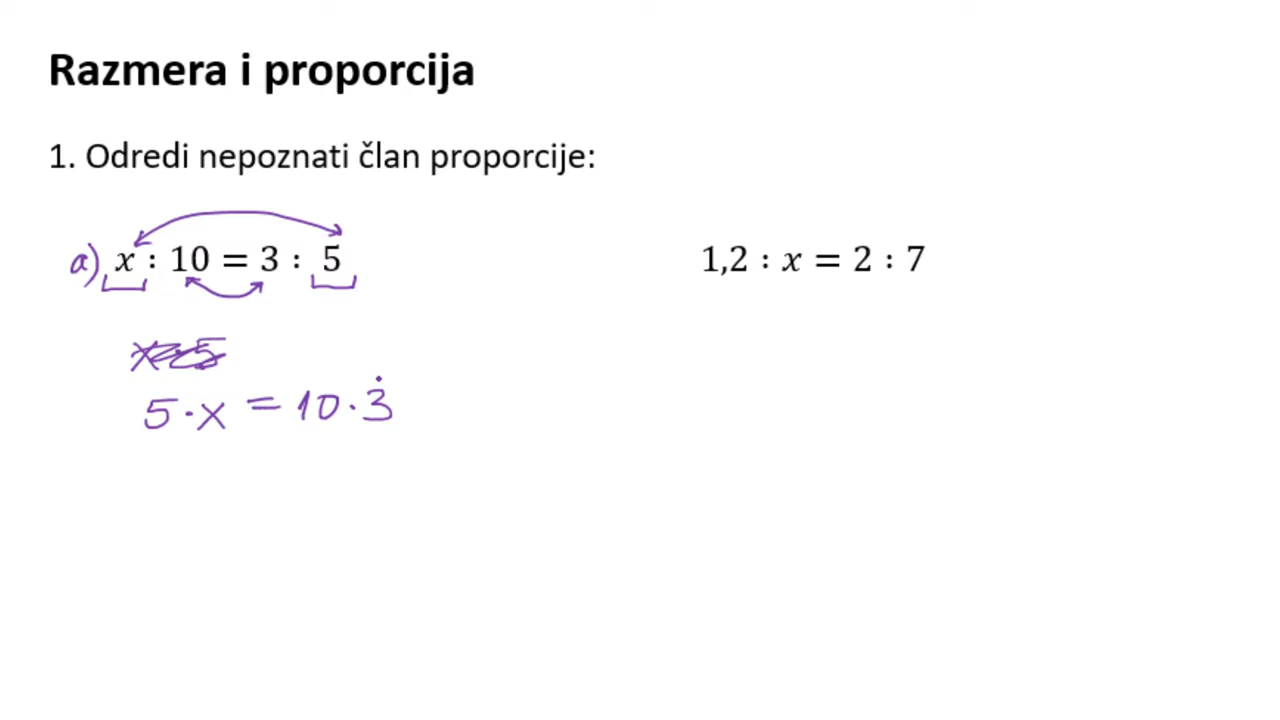 Razmera i proporcija
1. Odredi nepoznati član proporcije:
a) x : 10 = 3 : 5
1,2 : x = 2 : 7
5 · x = 10 · 3